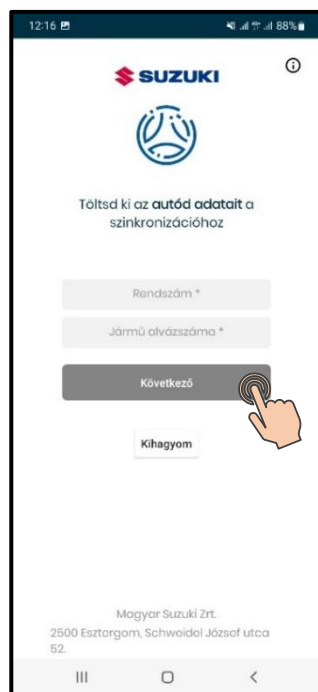 12:16 88%
SUZUKI
Töltsd ki az autód adatait a
szinkronizációhoz
Rendszám *
Jármű alvázszáma *
Következő
Kihagyom
Magyar Suzuki Zrt.
2500 Esztergom, Schweidel József utca
52.